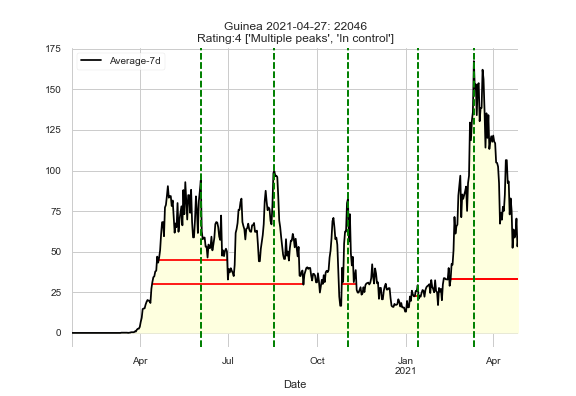 Guinea 2021-04-27: 22046
Rating:4 ['Multiple peaks', 'In control']
175
Average-7d
150
125
100
75
50
25
0
Apr
Jul
Oct
Jan
2021
Apr
Date